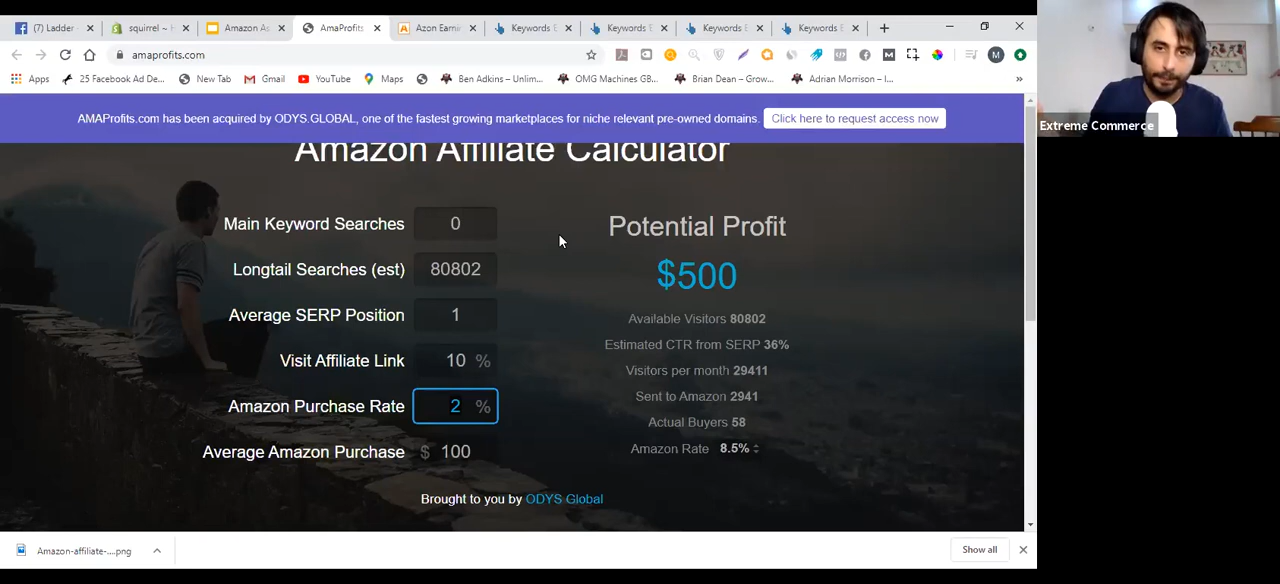 (7) Ladder
squirrel ~
Amazon As
AmaProfits
Azon Earni
Keywords E
Keywords E
Keywords E
Keywords E
amaprofits.com
Apps
25 Facebook Ad De...
New Tab
Gmail
YouTube
Maps
Ben Adkins – Unlim...
OMG Machines GB...
Brian Dean – Grow...
Adrian Morrison – I...
»
AMAProfits.com has been acquired by ODYS.GLOBAL, one of the fastest growing marketplaces for niche relevant pre-owned domains.
Click here to request access now
Extreme Commerce
Amazon Affiliate Calculator
Main Keyword Searches 0
Longtail Searches (est) 80802
Average SERP Position 1
Visit Affiliate Link 10 %
Amazon Purchase Rate 2 %
Average Amazon Purchase $ 100
Potential Profit
$500
Available Visitors 80802
Estimated CTR from SERP 36%
Visitors per month 29411
Sent to Amazon 2941
Actual Buyers 58
Amazon Rate 8.5%
Brought to you by ODYS Global
Amazon-affiliate-....png
Show all